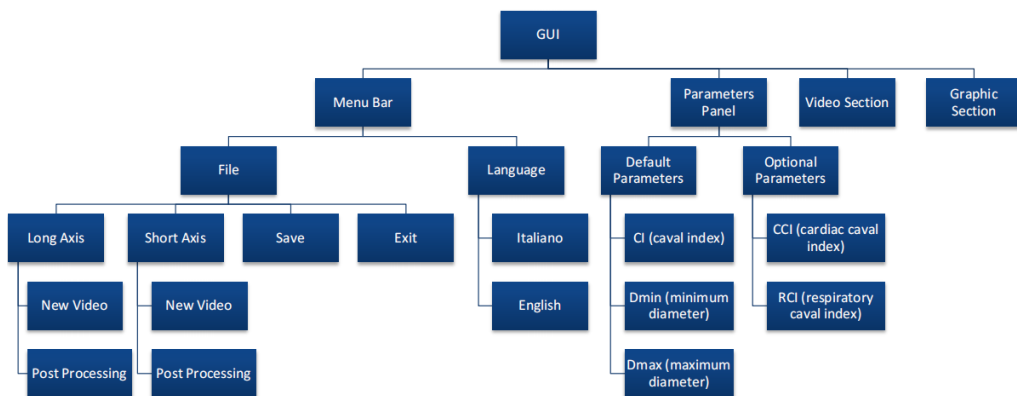 GUI
Menu Bar
Parameters
Panel
Video Section
Graphic
Section
File
Language
Default
Parameters
Optional
Parameters
Long Axis
Short Axis
Save
Exit
Italiano
CI (caval index)
CCI (cardiac caval
index)
New Video
New Video
English
Dmin (minimum
diameter)
RCI (respiratory
caval index)
Post Processing
Post Processing
Dmax (maximum
diameter)